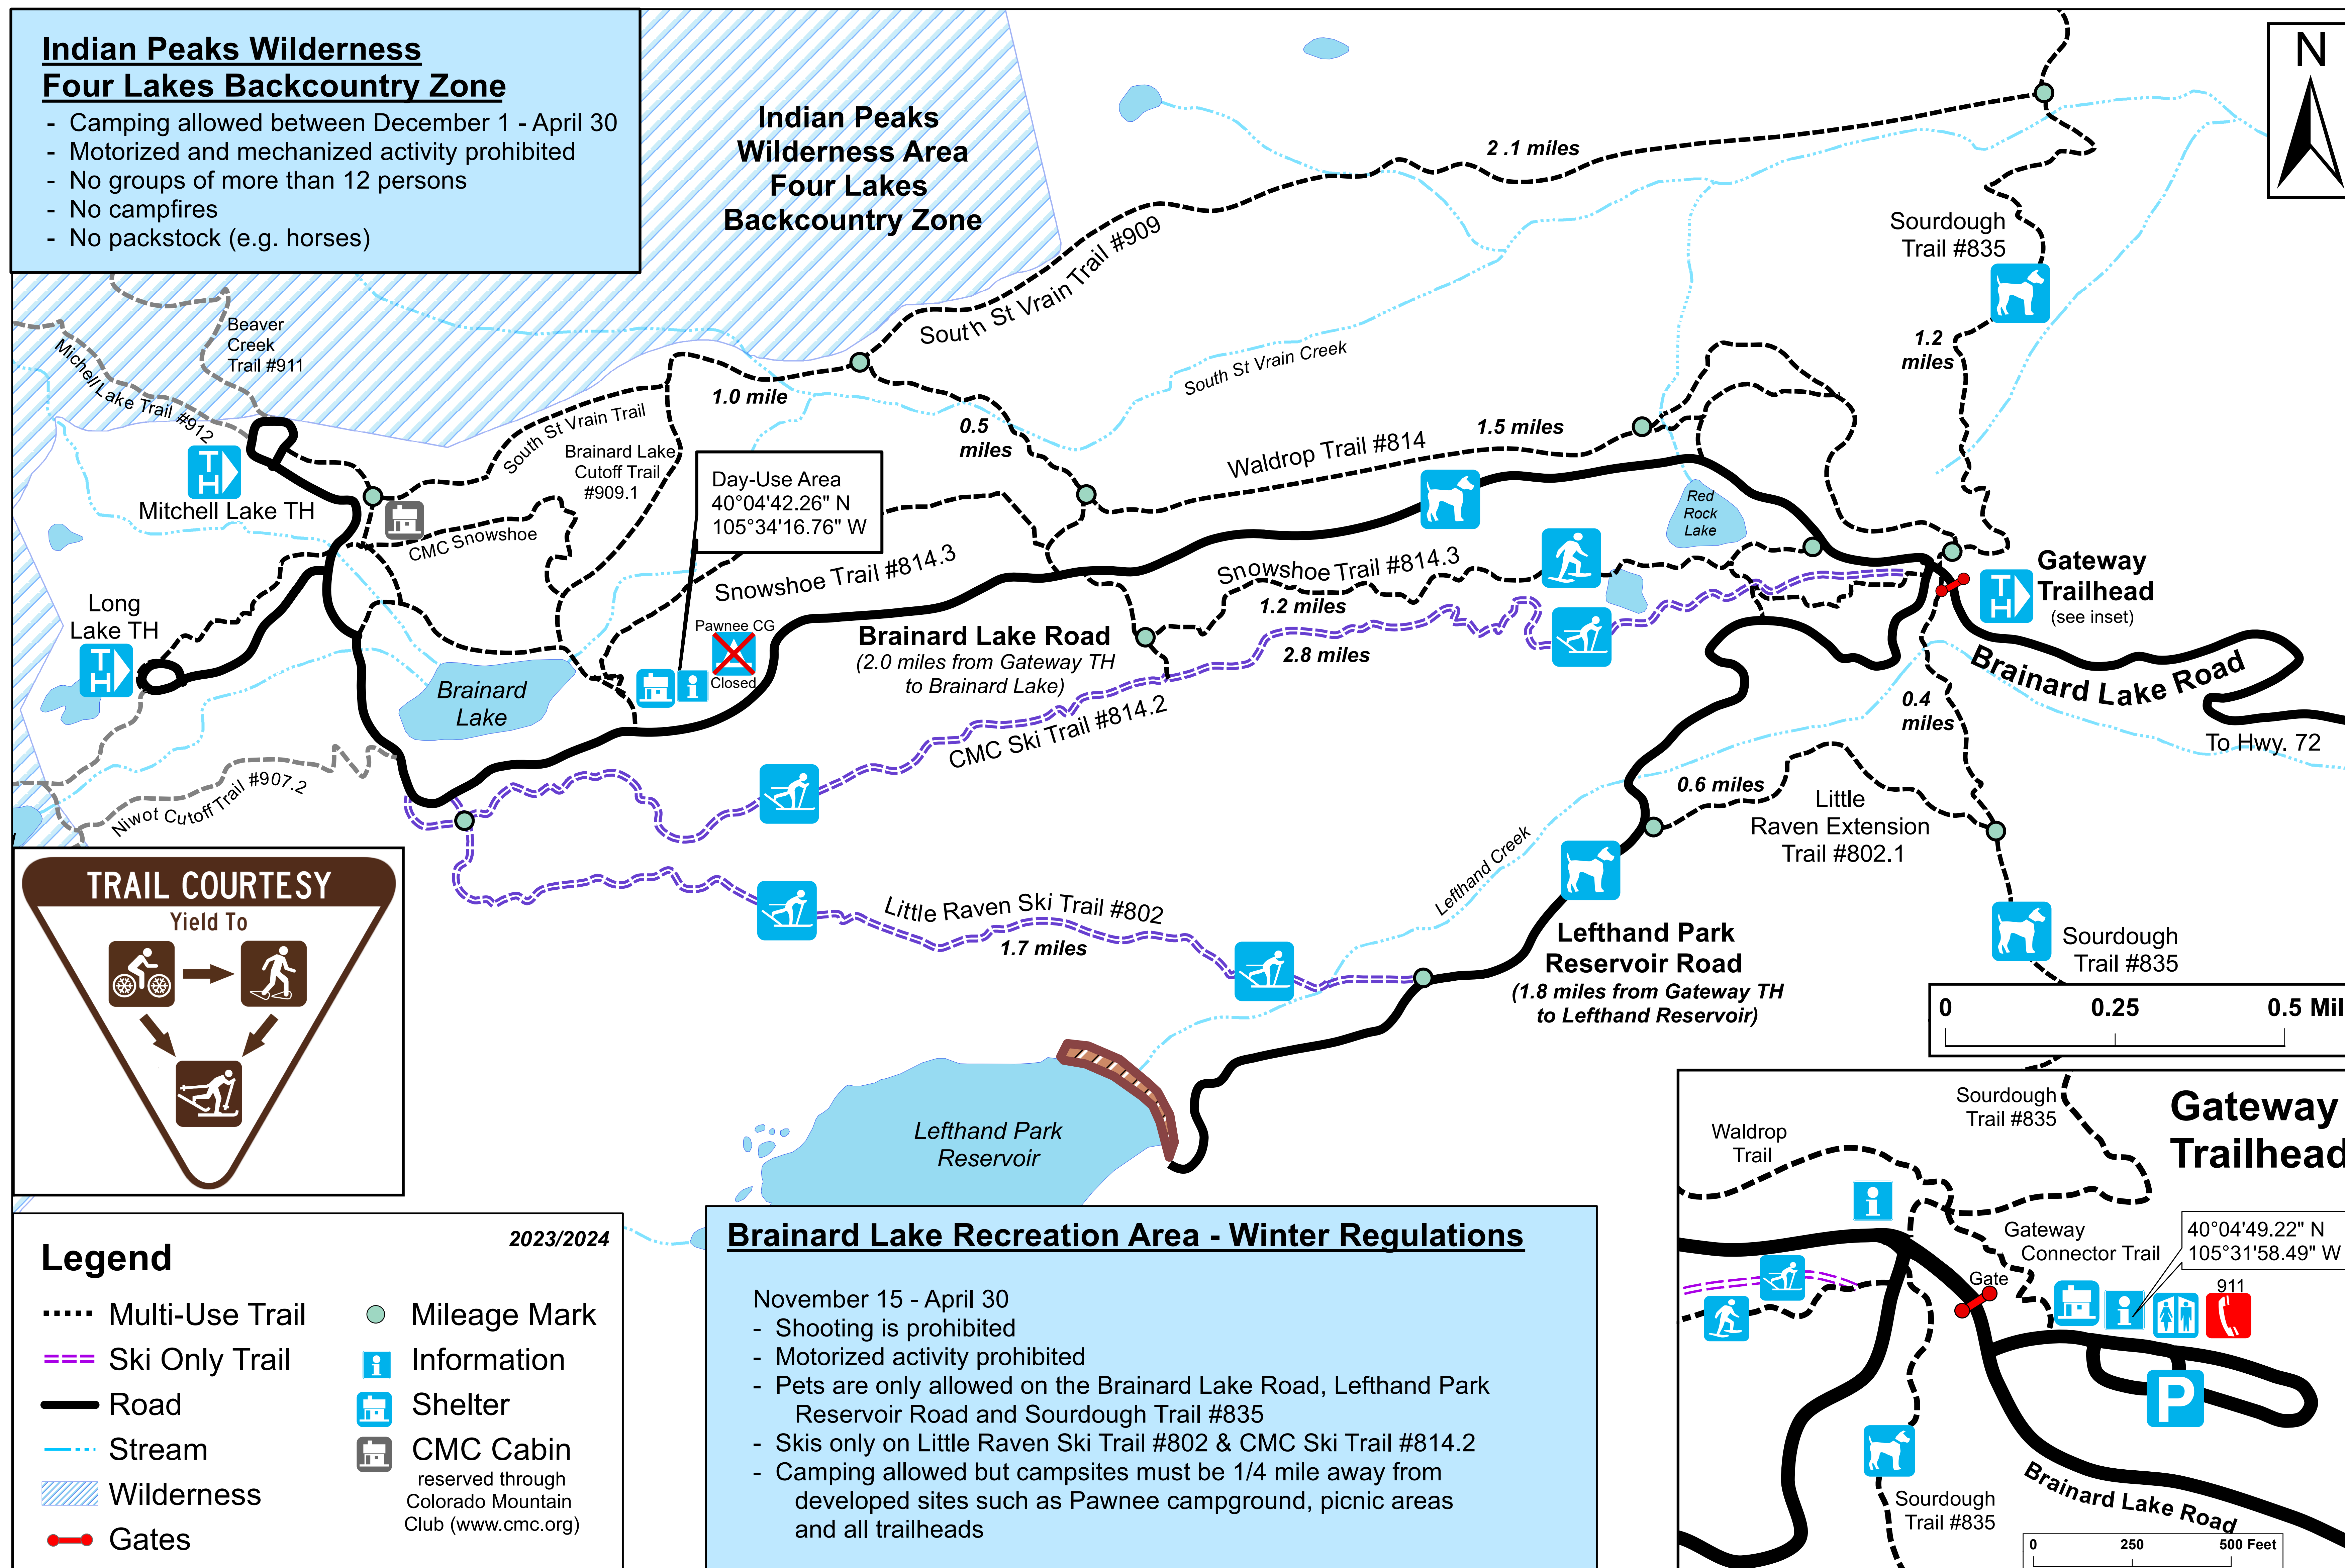 Indian Peaks Wilderness
Four Lakes Backcountry Zone
- Camping allowed between December 1 - April 30
- Motorized and mechanized activity prohibited
- No groups of more than 12 persons
- No campfires
- No packstock (e.g. horses)
Indian Peaks
Wilderness Area
Four Lakes
Backcountry Zone
N
2 .1 miles
South St Vrain Trail #909
Sourdough
Trail #835
1.2
miles
South St Vrain Creek
Beaver
Creek
Trail #911
Michell Lake Trail #912
1.0 mile
South St Vrain Trail
Brainard Lake
Cutoff Trail
#909.1
0.5
miles
Waldrop Trail #814
1.5 miles
TH
Mitchell Lake TH
CMC Snowshoe
Day-Use Area
40°04'42.26" N
105°34'16.76" W
Red
Rock
Lake
Snowshoe Trail #814.3
Snowshoe Trail #814.3
1.2 miles
Gateway
Trailhead
(see inset)
TH
Long
Lake TH
TH
Pawnee CG
Closed
Brainard Lake Road
(2.0 miles from Gateway TH
to Brainard Lake)
2.8 miles
Brainard
Lake
CMC Ski Trail #814.2
Brainard Lake Road
To Hwy. 72
0.4
miles
0.6 miles
Little
Raven Extension
Trail #802.1
Niwot Cutoff Trail #907.2
Lefthand Creek
Little Raven Ski Trail #802
1.7 miles
Lefthand Park
Reservoir Road
(1.8 miles from Gateway TH
to Lefthand Reservoir)
Sourdough
Trail #835
0 0.25 0.5 Mil
TRAIL COURTESY
Yield To
Lefthand Park
Reservoir
Gateway
Trailhead
Sourdough
Trail #835
Waldrop
Trail
Gateway
Connector Trail
40°04'49.22" N
105°31'58.49" W
Gate
911
P
Brainard Lake Road
Sourdough
Trail #835
0 250 500 Feet
2023/2024
Legend
Multi-Use Trail
Ski Only Trail
Road
Stream
Wilderness
Gates
Mileage Mark
Information
Shelter
CMC Cabin
reserved through
Colorado Mountain
Club (www.cmc.org)
Brainard Lake Recreation Area - Winter Regulations
November 15 - April 30
- Shooting is prohibited
- Motorized activity prohibited
- Pets are only allowed on the Brainard Lake Road, Lefthand Park
Reservoir Road and Sourdough Trail #835
- Skis only on Little Raven Ski Trail #802 & CMC Ski Trail #814.2
- Camping allowed but campsites must be 1/4 mile away from
developed sites such as Pawnee campground, picnic areas
and all trailheads